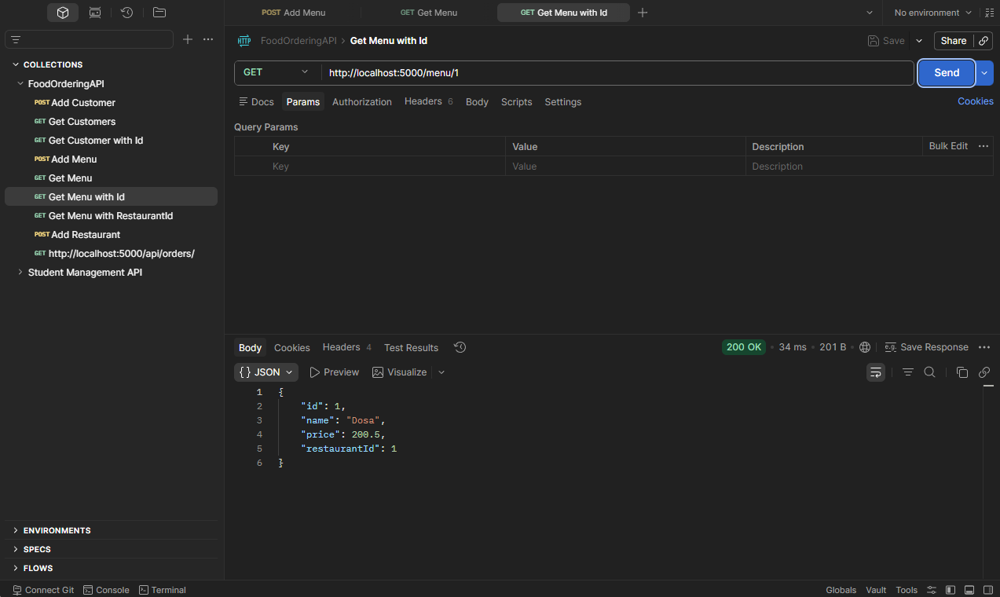 POST Add Menu
GET Get Menu
GET Get Menu with Id
No environment
COLLECTIONS
FoodOrderingAPI
POST Add Customer
GET Get Customers
GET Get Customer with Id
POST Add Menu
GET Get Menu
GET Get Menu with Id
GET Get Menu with RestaurantId
POST Add Restaurant
GET http://localhost:5000/api/orders/
Student Management API
ENVIRONMENTS
SPECS
FLOWS
HTTP FoodOrderingAPI › Get Menu with Id
Save
Share
GET http://localhost:5000/menu/1
Send
Docs Params Authorization Headers 6 Body Scripts Settings
Cookies
Query Params
Key Value Description Bulk Edit
Key Value Description
Body Cookies Headers 4 Test Results
200 OK • 34 ms • 201 B
e.g. Save Response
{} JSON Preview Visualize
1 {
2 "id": 1,
3 "name": "Dosa",
4 "price": 200.5,
5 "restaurantId": 1
6 }
Connect Git Console Terminal
Globals Vault Tools